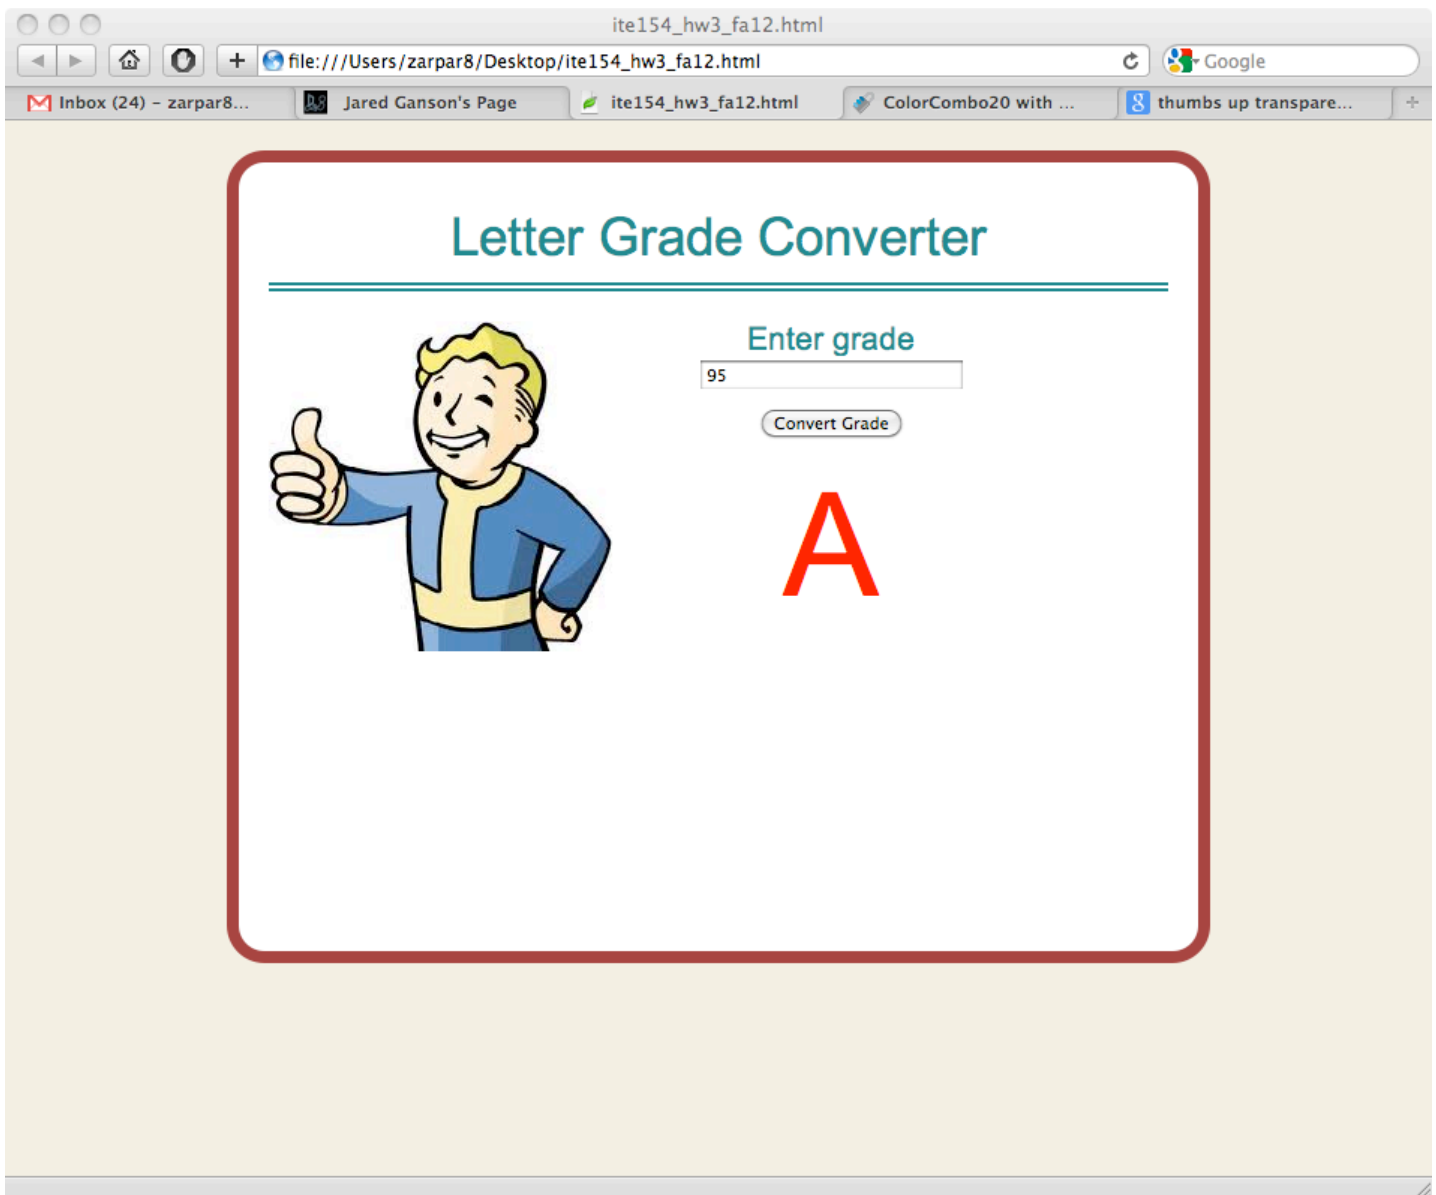 ite154_hw3_fa12.html
file:///Users/zarpar8/Desktop/ite154_hw3_fa12.html
Google
Inbox (24) – zarpar8...
Jared Ganson's Page
ite154_hw3_fa12.html
ColorCombo20 with ...
thumbs up transpare...
Letter Grade Converter
Enter grade
95
Convert Grade
A